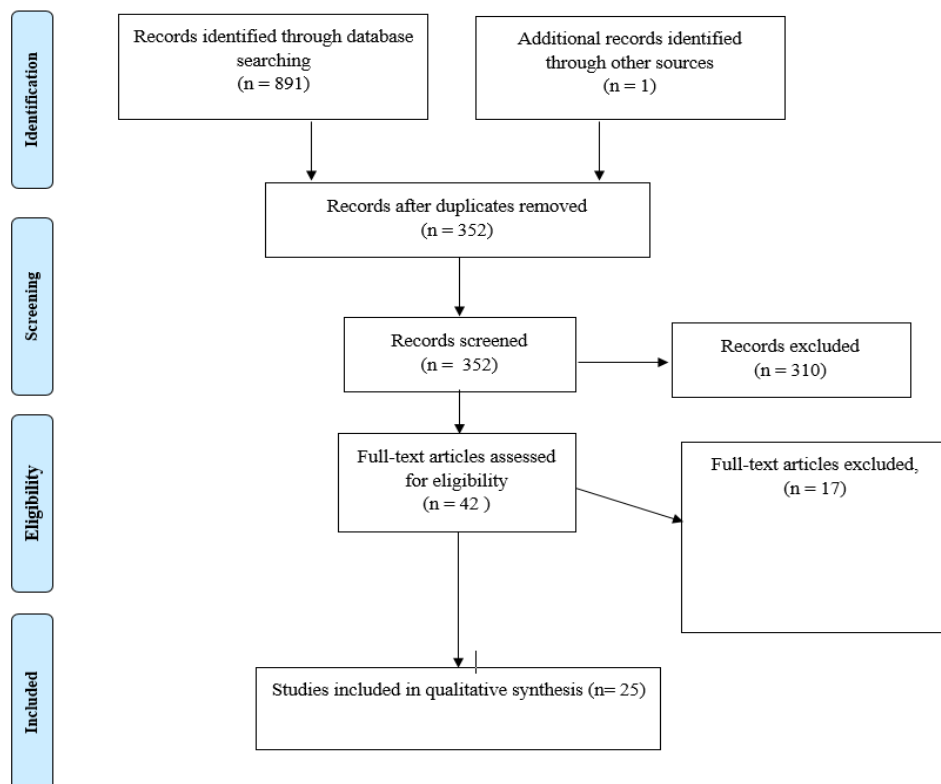 Identification
Records identified through database
searching
(n = 891)
Additional records identified
through other sources
(n = 1)
Records after duplicates removed
(n = 352)
Screening
Records screened
(n = 352)
Records excluded
(n = 310)
Eligibility
Full-text articles assessed
for eligibility
(n = 42 )
Full-text articles excluded,
(n = 17)
Included
Studies included in qualitative synthesis (n= 25)